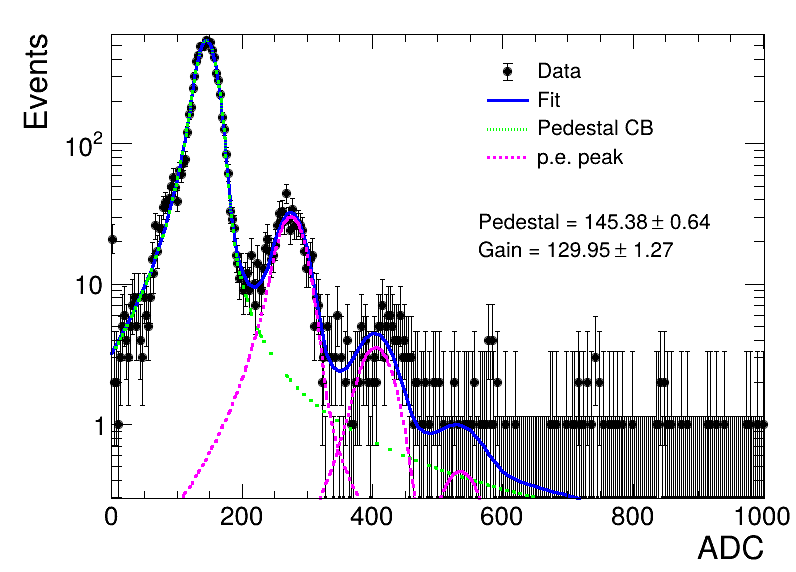 Events
Data
Fit
Pedestal CB
p.e. peak
Pedestal = 145.38 ± 0.64
Gain = 129.95 ± 1.27
10²
10
1
0 200 400 600 800 1000
ADC